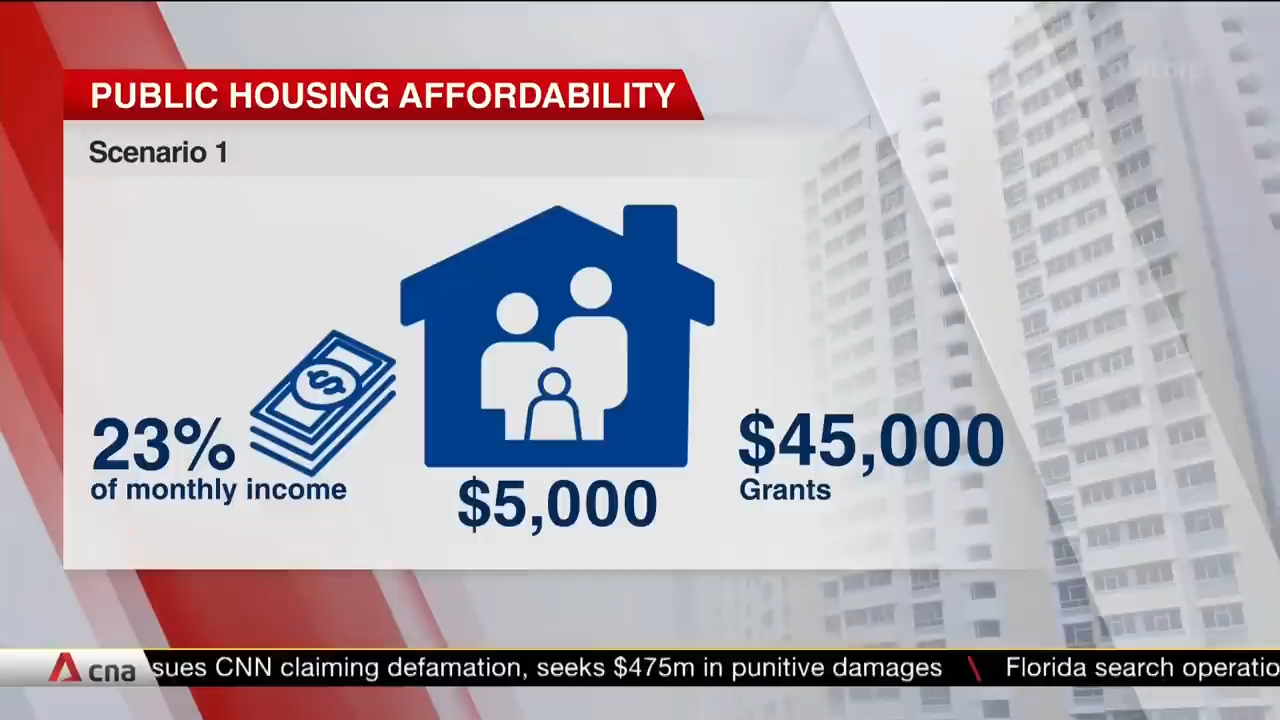 PUBLIC HOUSING AFFORDABILITY
Scenario 1
$
23%
of monthly income
$5,000
$45,000
Grants
cna
sues CNN claiming defamation, seeks $475m in punitive damages \ Florida search operatio